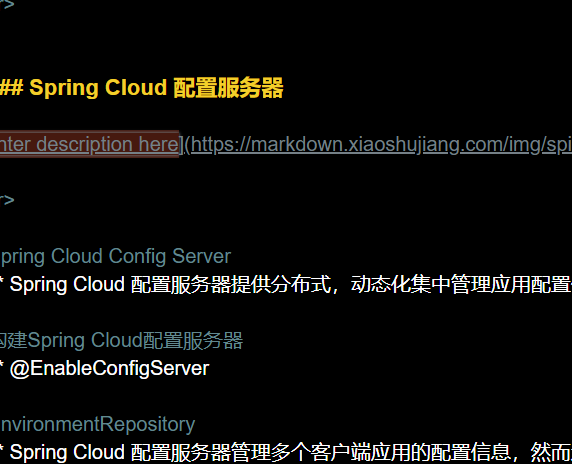 r>
## Spring Cloud 配置服务器
nter description here](https://markdown.xiaoshujiang.com/img/spi
r>
pring Cloud Config Server
* Spring Cloud 配置服务器提供分布式，动态化集中管理应用配置
构建Spring Cloud配置服务器
* @EnableConfigServer
nvironmentRepository
* Spring Cloud 配置服务器管理多个客户端应用的配置信息，然而